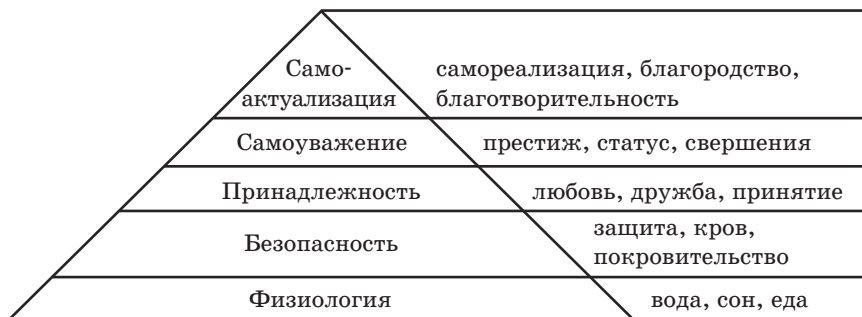 Само-
актуализация
самореализация, благородство,
благотворительность
Самоуважение
престиж, статус, свершения
Принадлежность
любовь, дружба, принятие
Безопасность
защита, кров,
покровительство
Физиология
вода, сон, еда